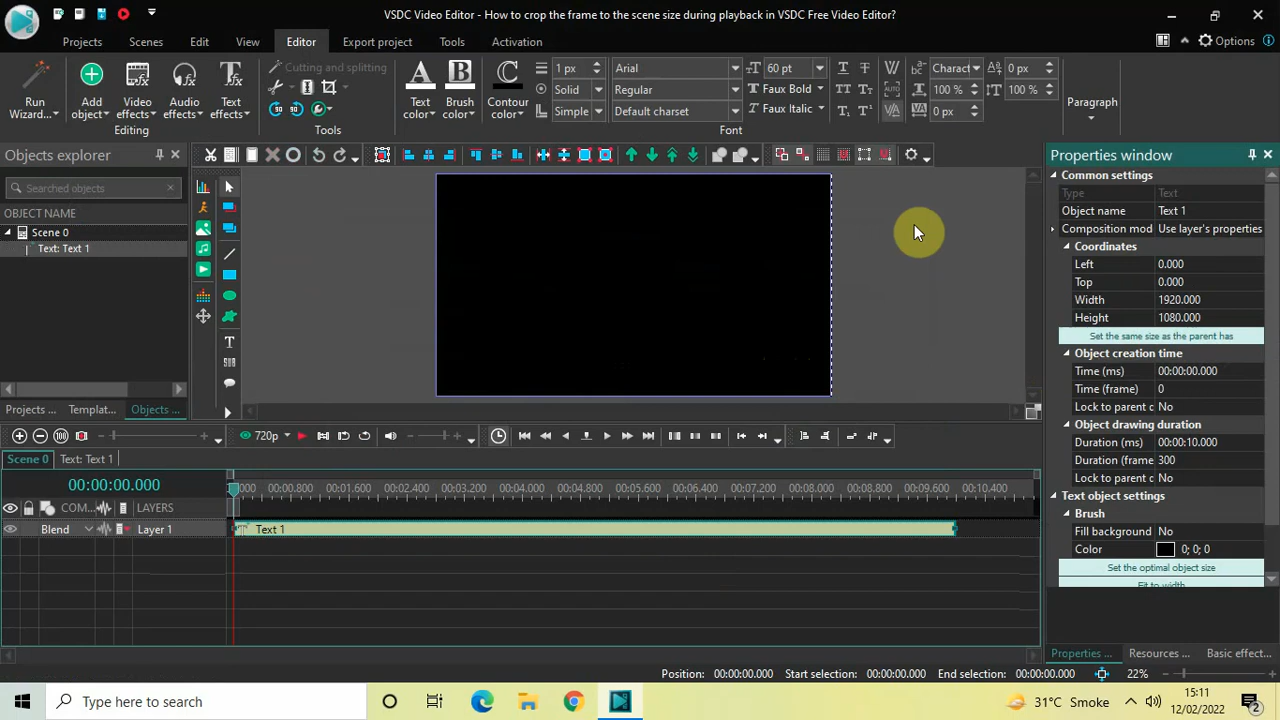 VSDC Video Editor - How to crop the frame to the scene size during playback in VSDC Free Video Editor?
Projects Scenes Edit View Editor Export project Tools Activation Options
Run Wizard... Add object Video effects Audio effects Text effects
Editing
Cutting and splitting
Tools
Text color Brush color Contour color
1 px
Solid
Simple
Arial 60 pt
Regular Faux Bold
Default charset Faux Italic
Font
Charact 0 px
AUTO 100 % 100 %
0 px
Paragraph
Objects explorer
Searched objects
OBJECT NAME
Scene 0
Text: Text 1
Projects ... Templat... Objects ...
Properties window
Common settings
Type Text
Object name Text 1
Composition mod Use layer's properties
Coordinates
Left 0.000
Top 0.000
Width 1920.000
Height 1080.000
Set the same size as the parent has
Object creation time
Time (ms) 00:00:00.000
Time (frame) 0
Lock to parent c No
Object drawing duration
Duration (ms) 00:00:10.000
Duration (frame 300
Lock to parent c No
Text object settings
Brush
Fill background No
Color 0; 0; 0
Set the optimal object size
Fit to width
Properties ... Resources ... Basic effect...
720p
Scene 0 Text: Text 1
00:00:00.000
000 00:00.800 00:01.600 00:02.400 00:03.200 00:04.000 00:04.800 00:05.600 00:06.400 00:07.200 00:08.000 00:08.800 00:09.600 00:10.400
COM... LAYERS
Blend Layer 1 Text 1
Position: 00:00:00.000 Start selection: 00:00:00.000 End selection: 00:00:00.000 22%
Type here to search
31°C Smoke
15:11
12/02/2022
2